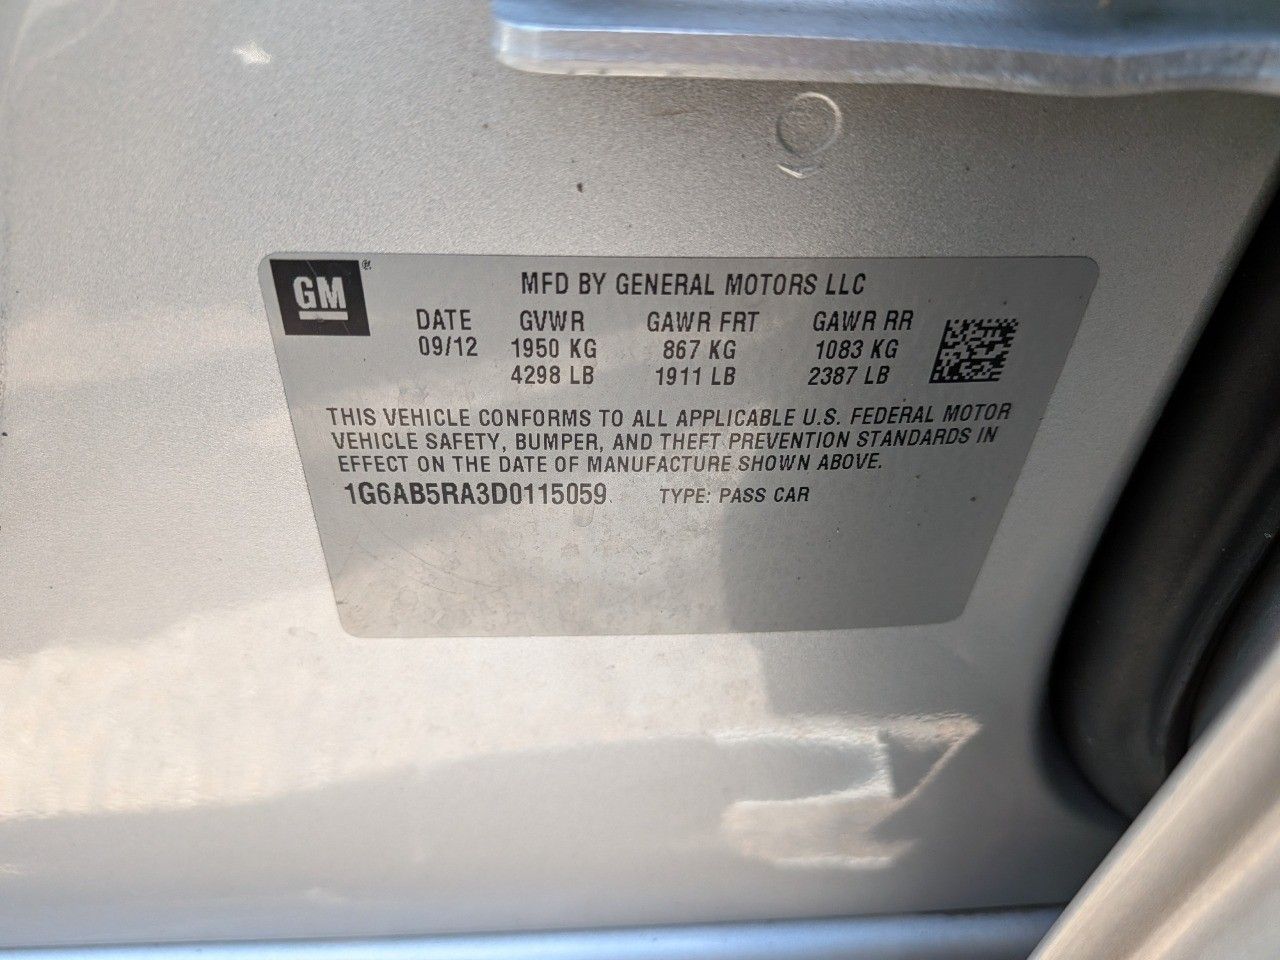 GM ®
MFD BY GENERAL MOTORS LLC
DATE GVWR GAWR FRT GAWR RR
09/12 1950 KG 867 KG 1083 KG
4298 LB 1911 LB 2387 LB
THIS VEHICLE CONFORMS TO ALL APPLICABLE U.S. FEDERAL MOTOR
VEHICLE SAFETY, BUMPER, AND THEFT PREVENTION STANDARDS IN
EFFECT ON THE DATE OF MANUFACTURE SHOWN ABOVE.
1G6AB5RA3D0115059 TYPE: PASS CAR